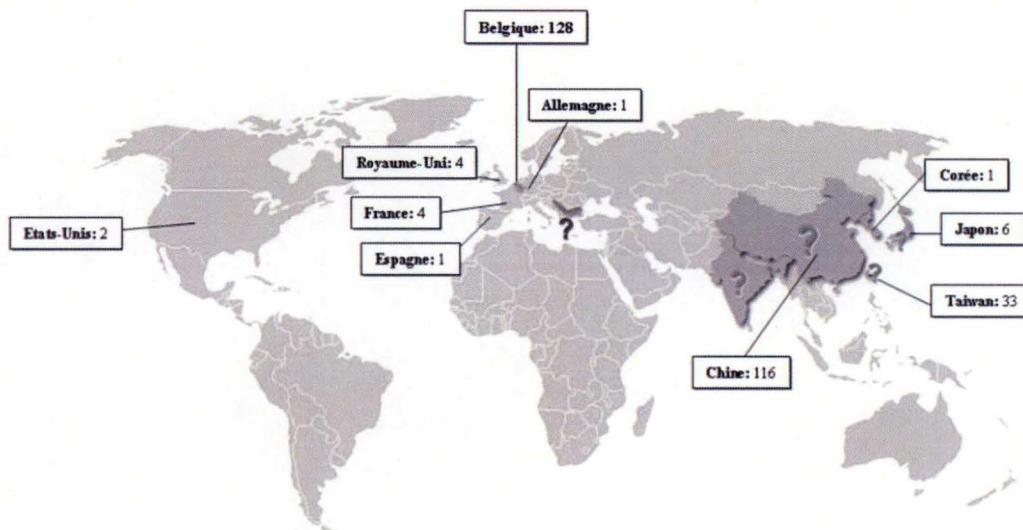 Belgique: 128
Allemagne: 1
Royaume-Uni: 4
Corée: 1
France: 4
Etats-Unis: 2
?
?
Japon: 6
Espagne: 1
?
?
Taiwan: 33
Chine: 116